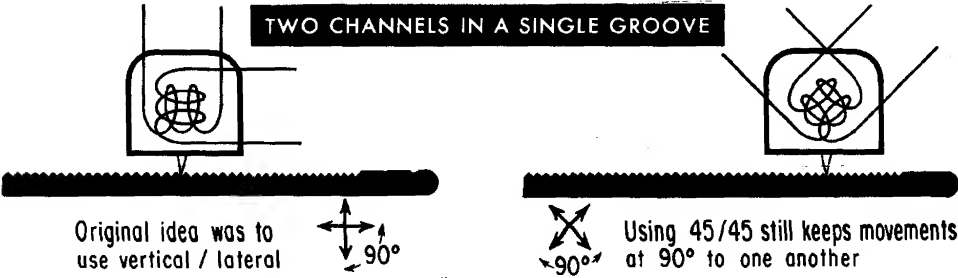 TWO CHANNELS IN A SINGLE GROOVE
Original idea was to
use vertical / lateral
90°
90°
Using 45/45 still keeps movements
at 90° to one another